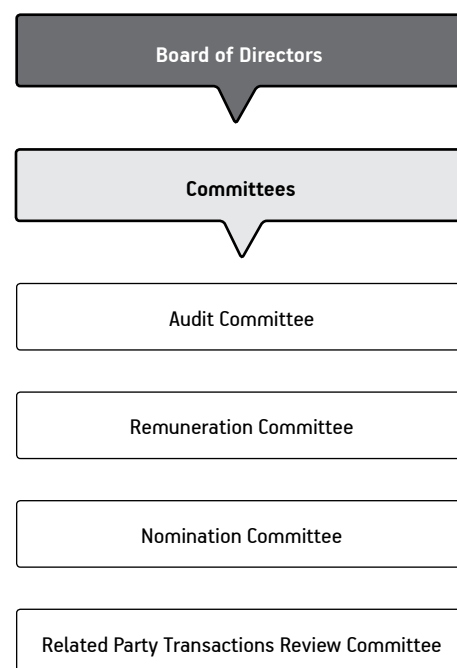 Board of Directors
Committees
Audit Committee
Remuneration Committee
Nomination Committee
Related Party Transactions Review Committee